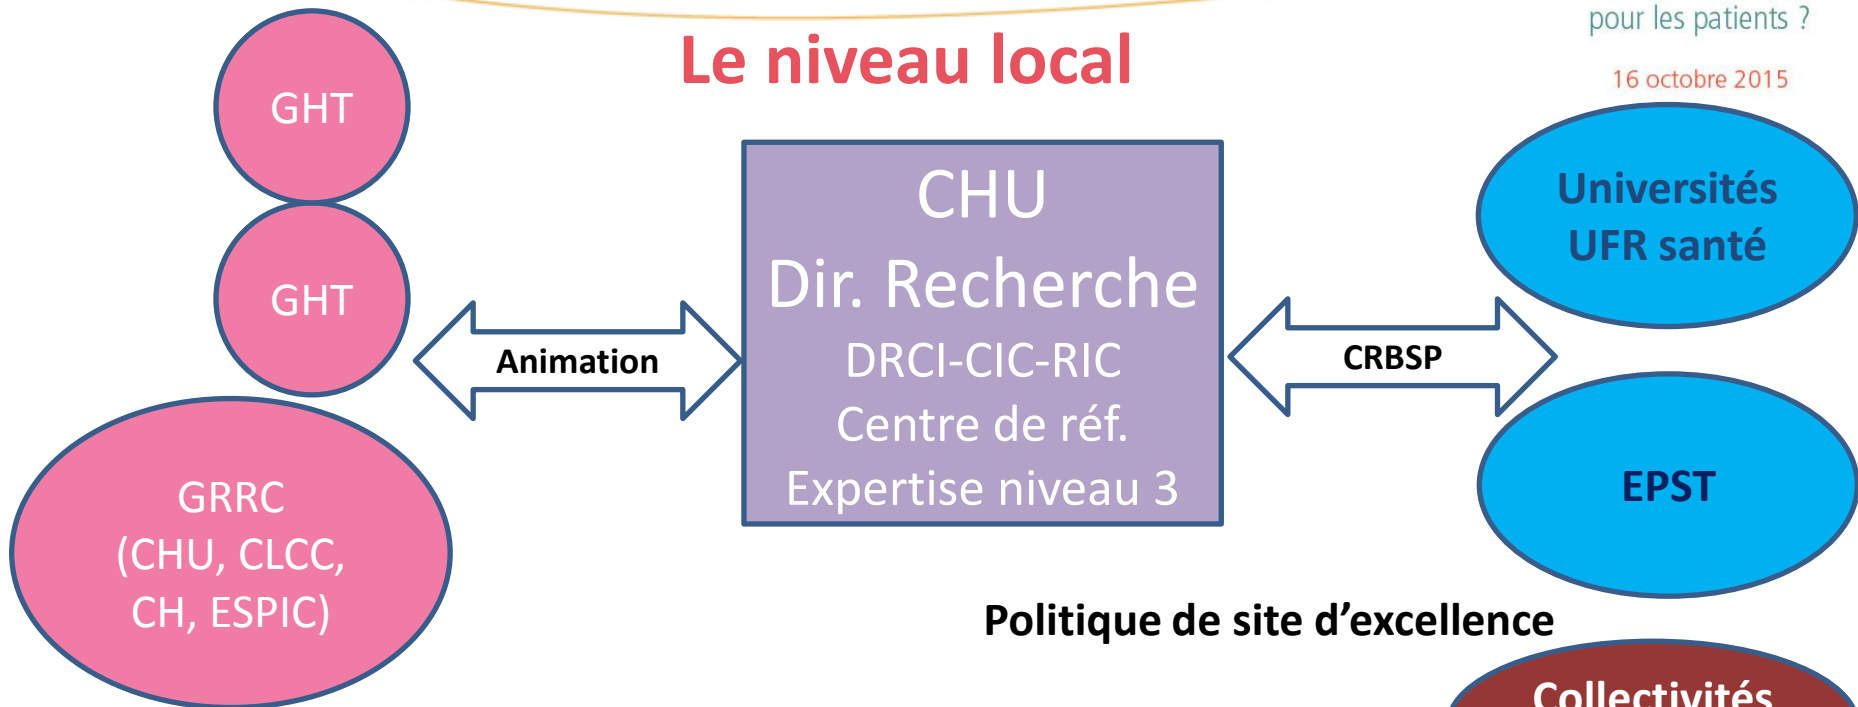 pour les patients ?
16 octobre 2015
Le niveau local
GHT
GHT
GRRC
(CHU, CLCC,
CH, ESPIC)
Animation
CHU
Dir. Recherche
DRCI-CIC-RIC
Centre de réf.
Expertise niveau 3
CRBSP
Universités
UFR santé
EPST
Politique de site d’excellence
Collectivités